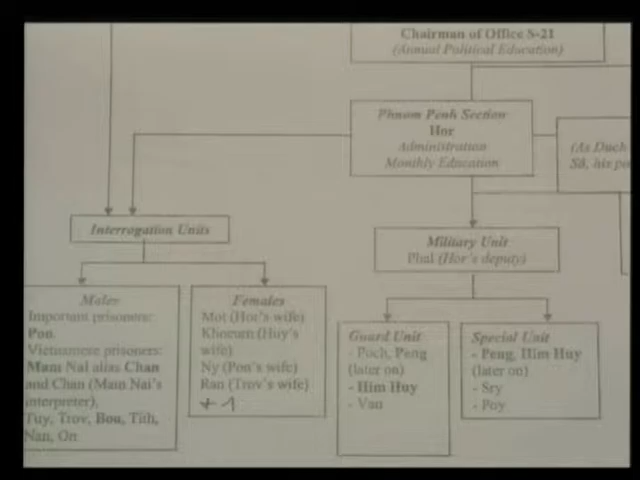 Chairman of Office S-21
(Annual Political Education)
Phnom Penh Section
Hor
Administration
Monthly Education
(As Duch
Sã, his
Interrogation Units
Military Unit
Phal (Hor's deputy)
Males
Important prisoners:
Pon.
Vietnamese prisoners:
Mam Nai alias Chan
and Chan (Mam Nai's
interpreter),
Tuy, Trov, Bou, Tith,
Nan, On
Females
Mot (Hor's wife)
Khoeum (Huy's
wife)
Ny (Pon's wife)
Ran (Trov's wife)
+ 1
Guard Unit
- Poch, Peng
(later on)
- Him Huy
- Van
Special Unit
- Peng, Him Huy
(later on)
- Sry
- Poy